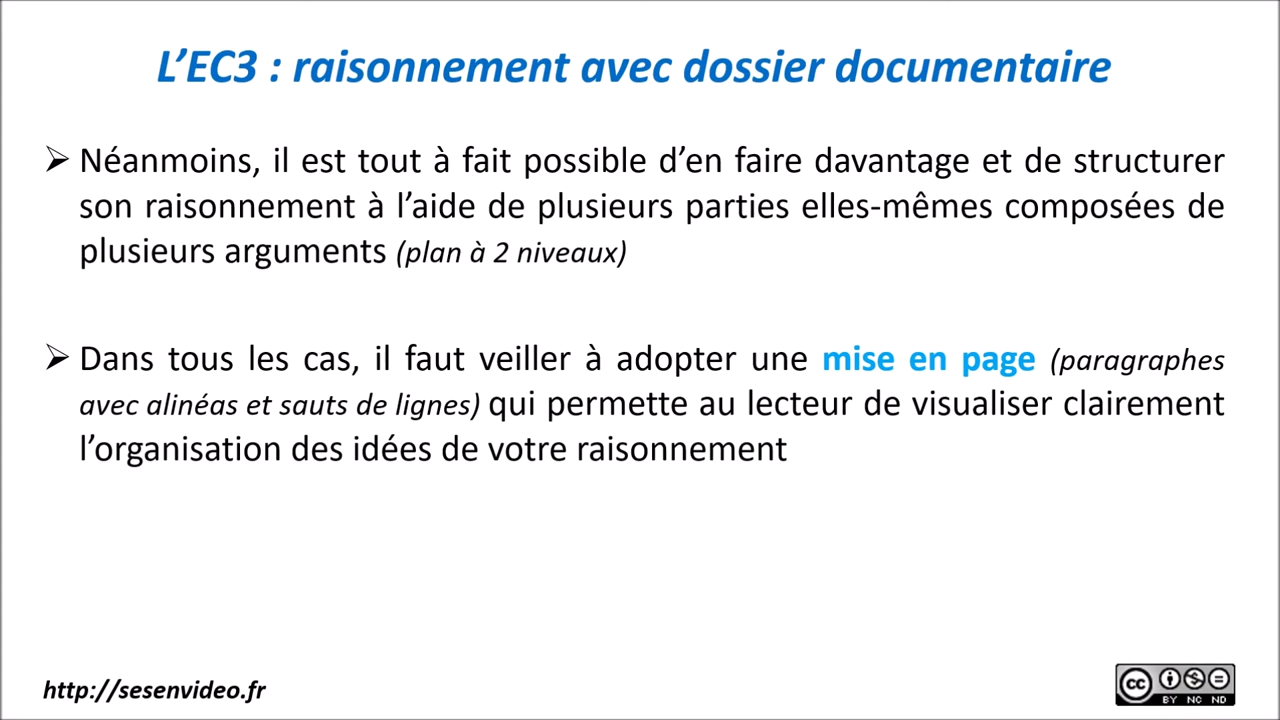 L’EC3 : raisonnement avec dossier documentaire
➢ Néanmoins, il est tout à fait possible d’en faire davantage et de structurer
son raisonnement à l’aide de plusieurs parties elles-mêmes composées de
plusieurs arguments (plan à 2 niveaux)
➢ Dans tous les cas, il faut veiller à adopter une mise en page (paragraphes
avec alinéas et sauts de lignes) qui permette au lecteur de visualiser clairement
l’organisation des idées de votre raisonnement
http://sesenvideo.fr
cc
BY NC ND